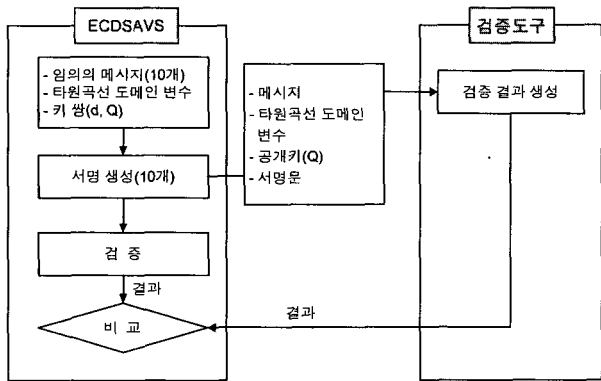 ECDSAVS
- 임의의 메시지(10개)
- 타원곡선 도메인 변수
- 키 쌍(d, Q)
서명 생성(10개)
검 증
결과
비 교
- 메시지
- 타원곡선 도메인
변수
- 공개키(Q)
- 서명문
결과
검증도구
검증 결과 생성